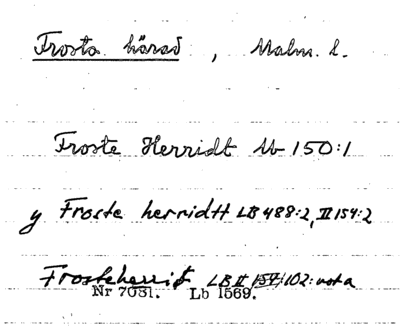 Frosta härad, Malm. l.
Froste Herridt Lb 150:1
y Froste herridtt LB 488:2, II 154:2
Frosteherrit LB II 154/102: nota
Nr 7031. Lb 1569.